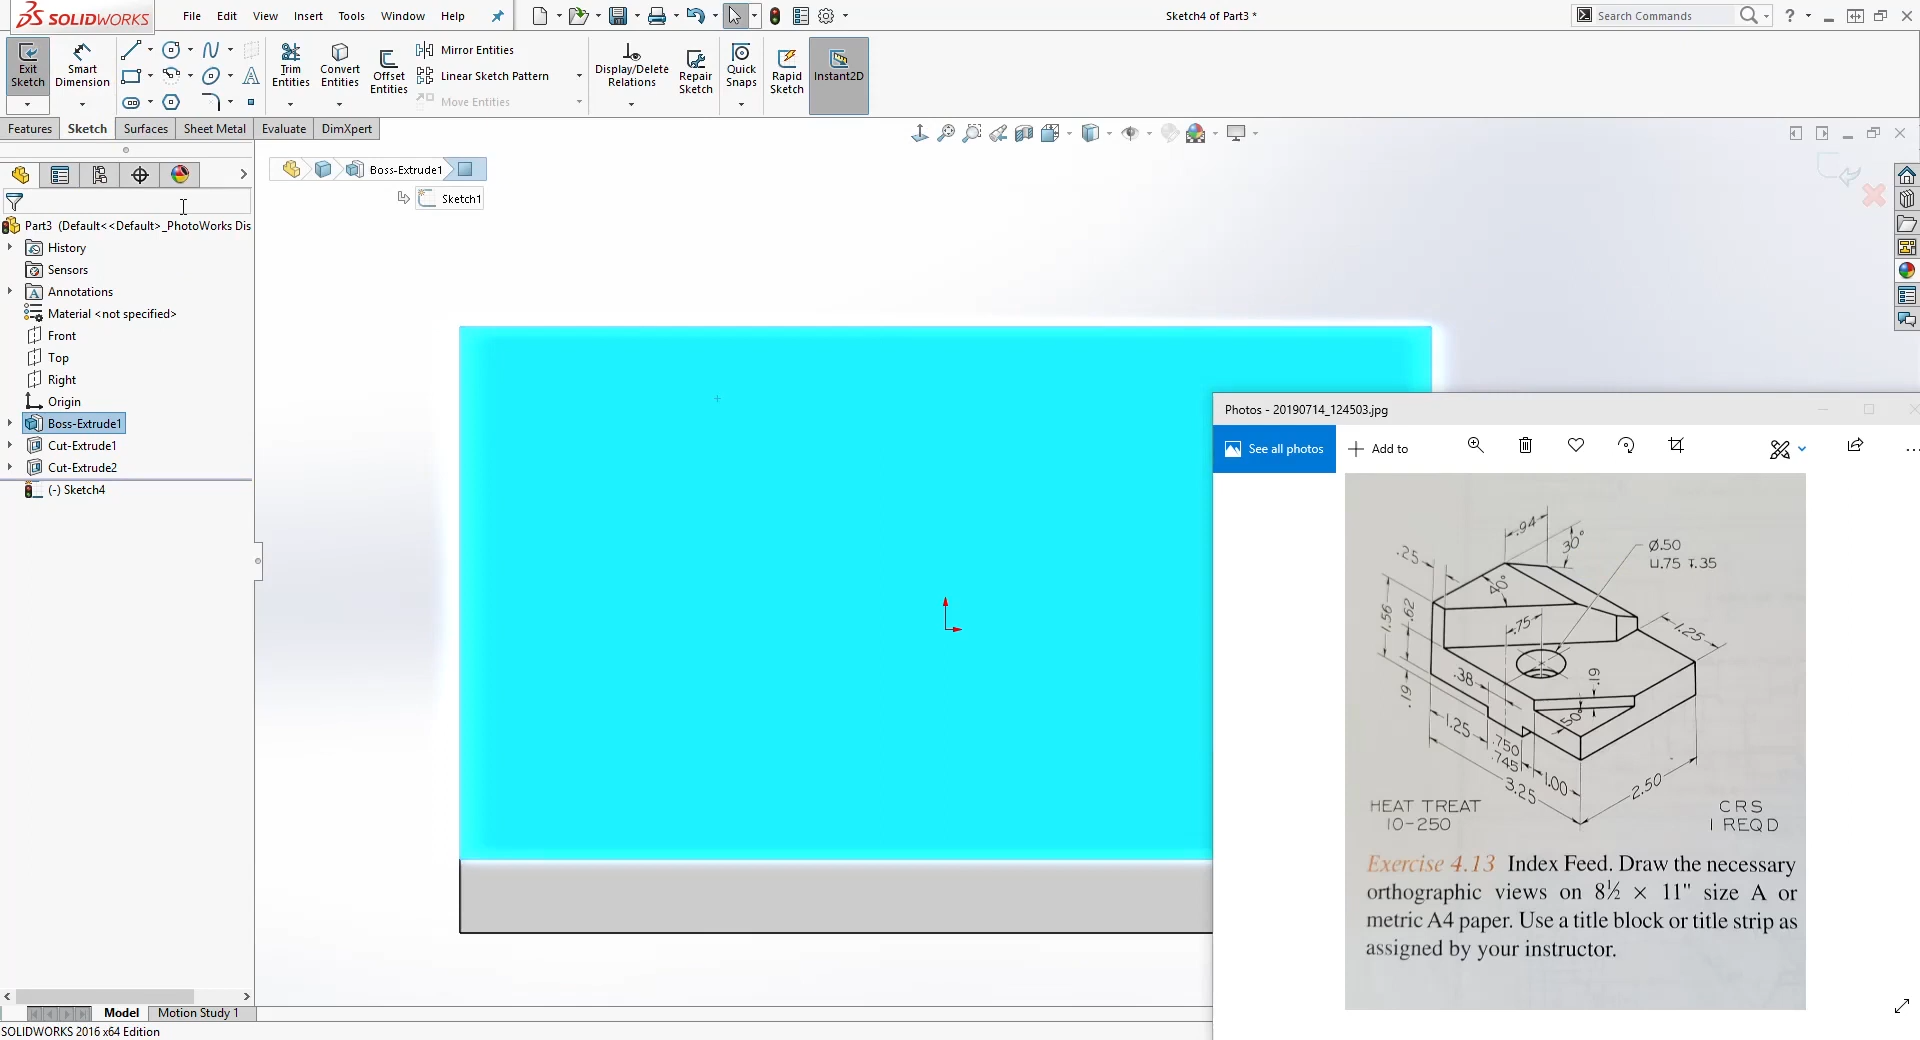 SOLIDWORKS
File Edit View Insert Tools Window Help
Sketch4 of Part3 *
Search Commands
Exit Sketch
Smart Dimension
Trim Entities
Convert Entities
Offset Entities
Mirror Entities
Linear Sketch Pattern
Move Entities
Display/Delete Relations
Repair Sketch
Quick Snaps
Rapid Sketch
Instant2D
Features Sketch Surfaces Sheet Metal Evaluate DimXpert
Boss-Extrude1
Sketch1
Part3 (Default<<Default>_PhotoWorks Dis
History
Sensors
Annotations
Material <not specified>
Front
Top
Right
Origin
Boss-Extrude1
Cut-Extrude1
Cut-Extrude2
(-) Sketch4
Photos - 20190714_124503.jpg
See all photos
Add to
.94
30°
Ø.50
⌴.75 ↧.35
.25
40°
1.56
.62
.75
1.25
.38
.19
.19
50°
1.25
.750
.745
1.00
3.25
2.50
HEAT TREAT
10-250
CRS
1 REQD
Exercise 4.13 Index Feed. Draw the necessary
orthographic views on 8½ × 11" size A or
metric A4 paper. Use a title block or title strip as
assigned by your instructor.
Model Motion Study 1
SOLIDWORKS 2016 x64 Edition